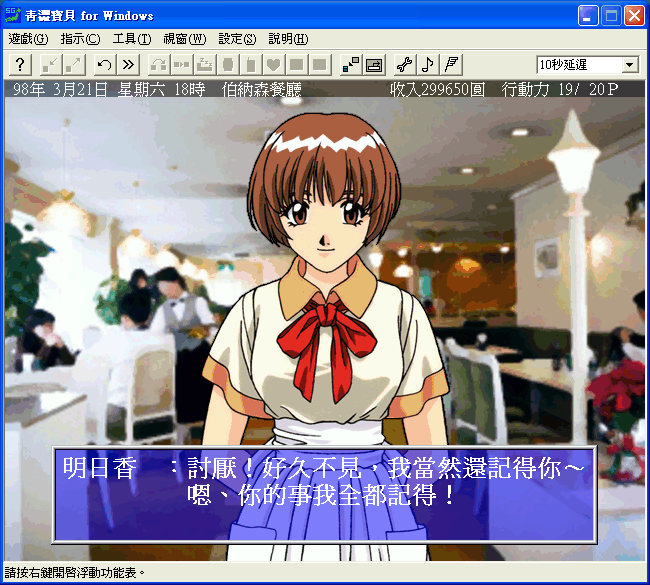 青澀寶貝 for Windows
遊戲(G) 指示(C) 工具(T) 視窗(W) 設定(S) 說明(H)
10秒延遲
98年 3月21日 星期六 18時 伯納森餐廳 收入299650圓 行動力 19/ 20P
明日香 ：討厭！好久不見，我當然還記得你～
嗯、你的事我全都記得！
請按右鍵開啓浮動功能表。